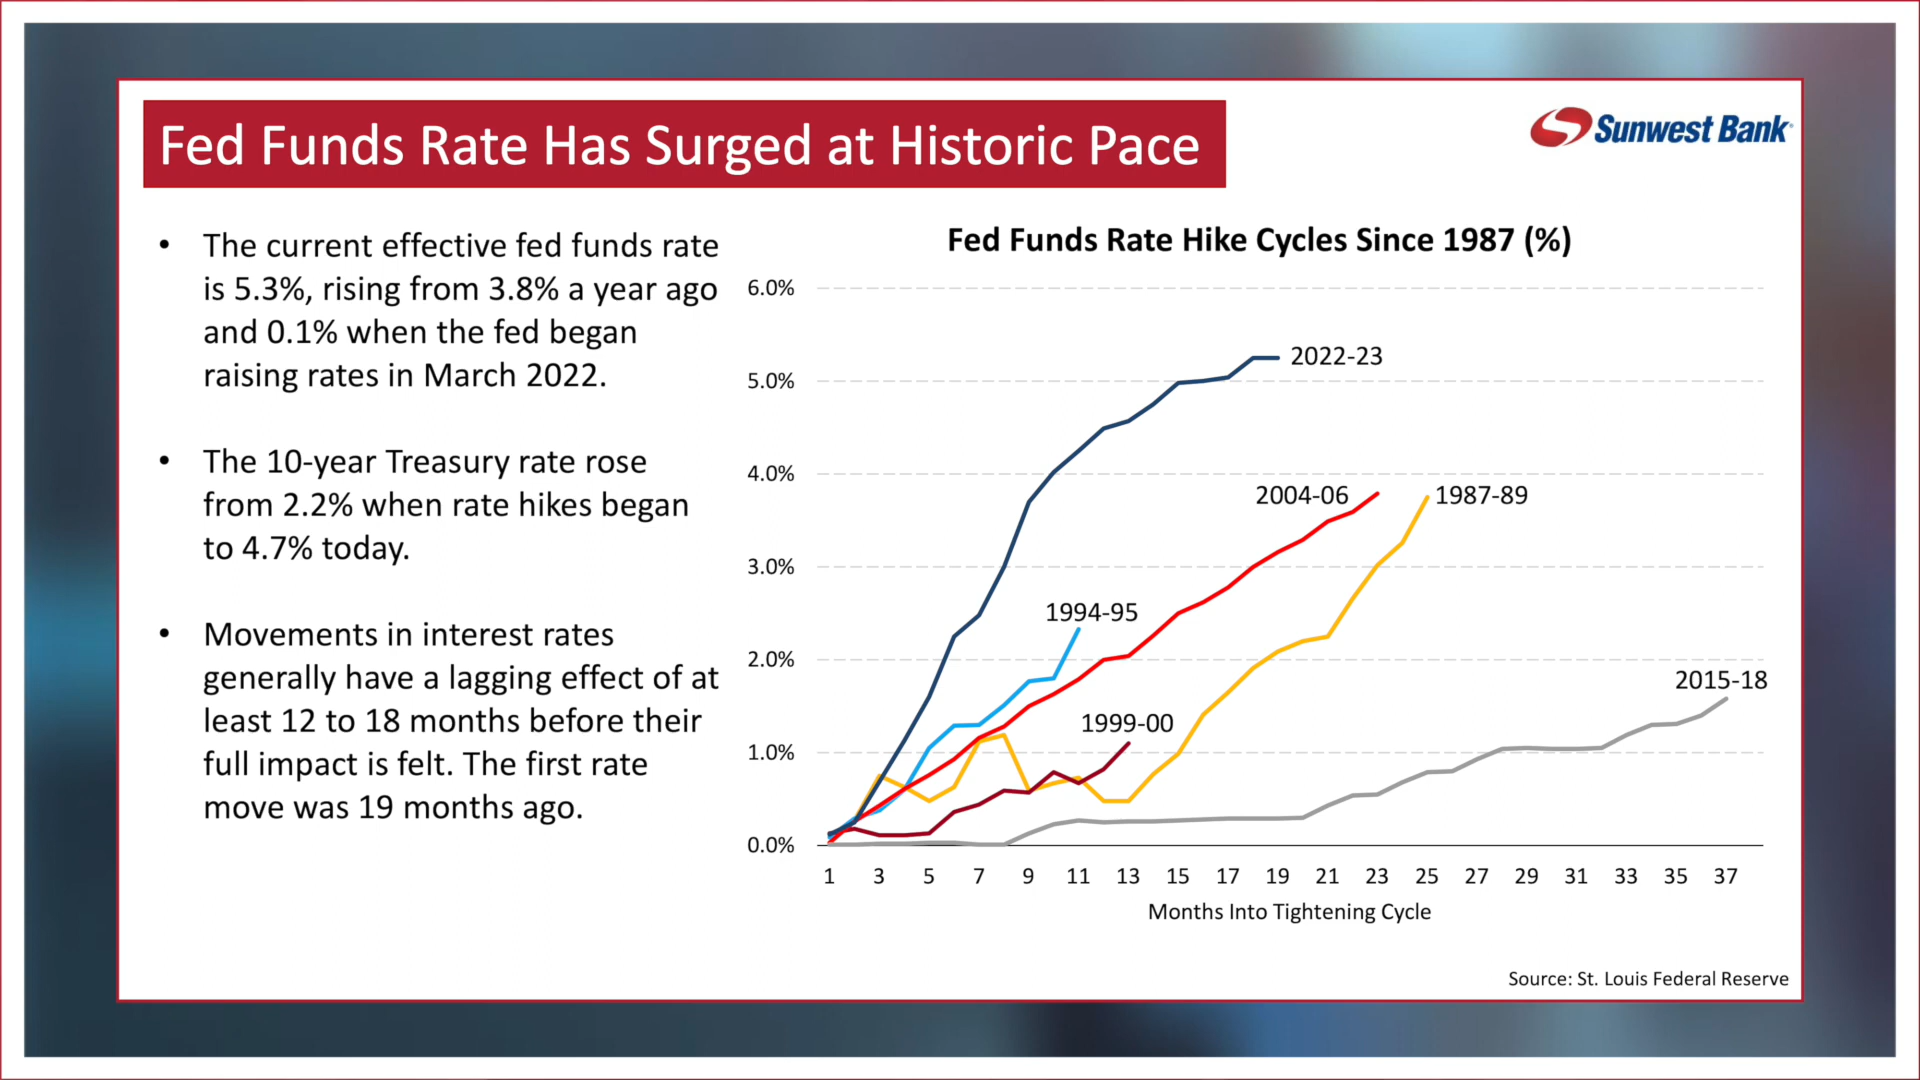 Fed Funds Rate Has Surged at Historic Pace
Sunwest Bank
• The current effective fed funds rate
is 5.3%, rising from 3.8% a year ago
and 0.1% when the fed began
raising rates in March 2022.
• The 10-year Treasury rate rose
from 2.2% when rate hikes began
to 4.7% today.
• Movements in interest rates
generally have a lagging effect of at
least 12 to 18 months before their
full impact is felt. The first rate
move was 19 months ago.
Fed Funds Rate Hike Cycles Since 1987 (%)
6.0%
5.0%
4.0%
3.0%
2.0%
1.0%
0.0%
2022-23
2004-06
1987-89
1994-95
2015-18
1999-00
1 3 5 7 9 11 13 15 17 19 21 23 25 27 29 31 33 35 37
Months Into Tightening Cycle
Source: St. Louis Federal Reserve